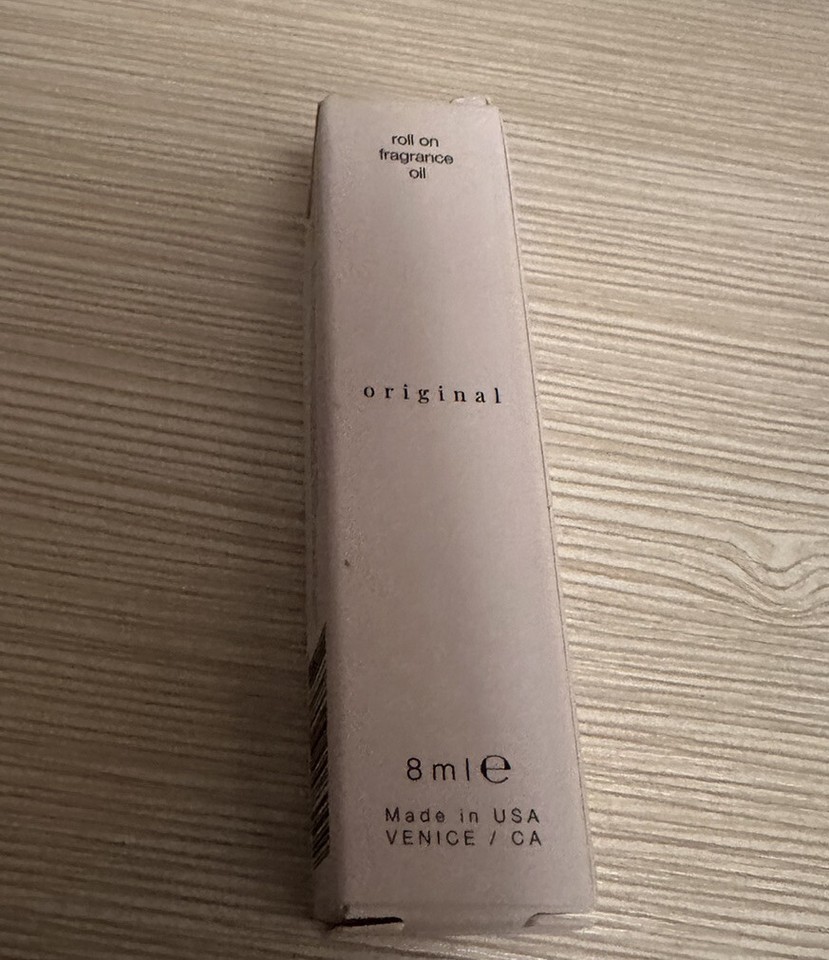 roll on
fragrance
oil
original
8ml℮
Made in USA
VENICE / CA